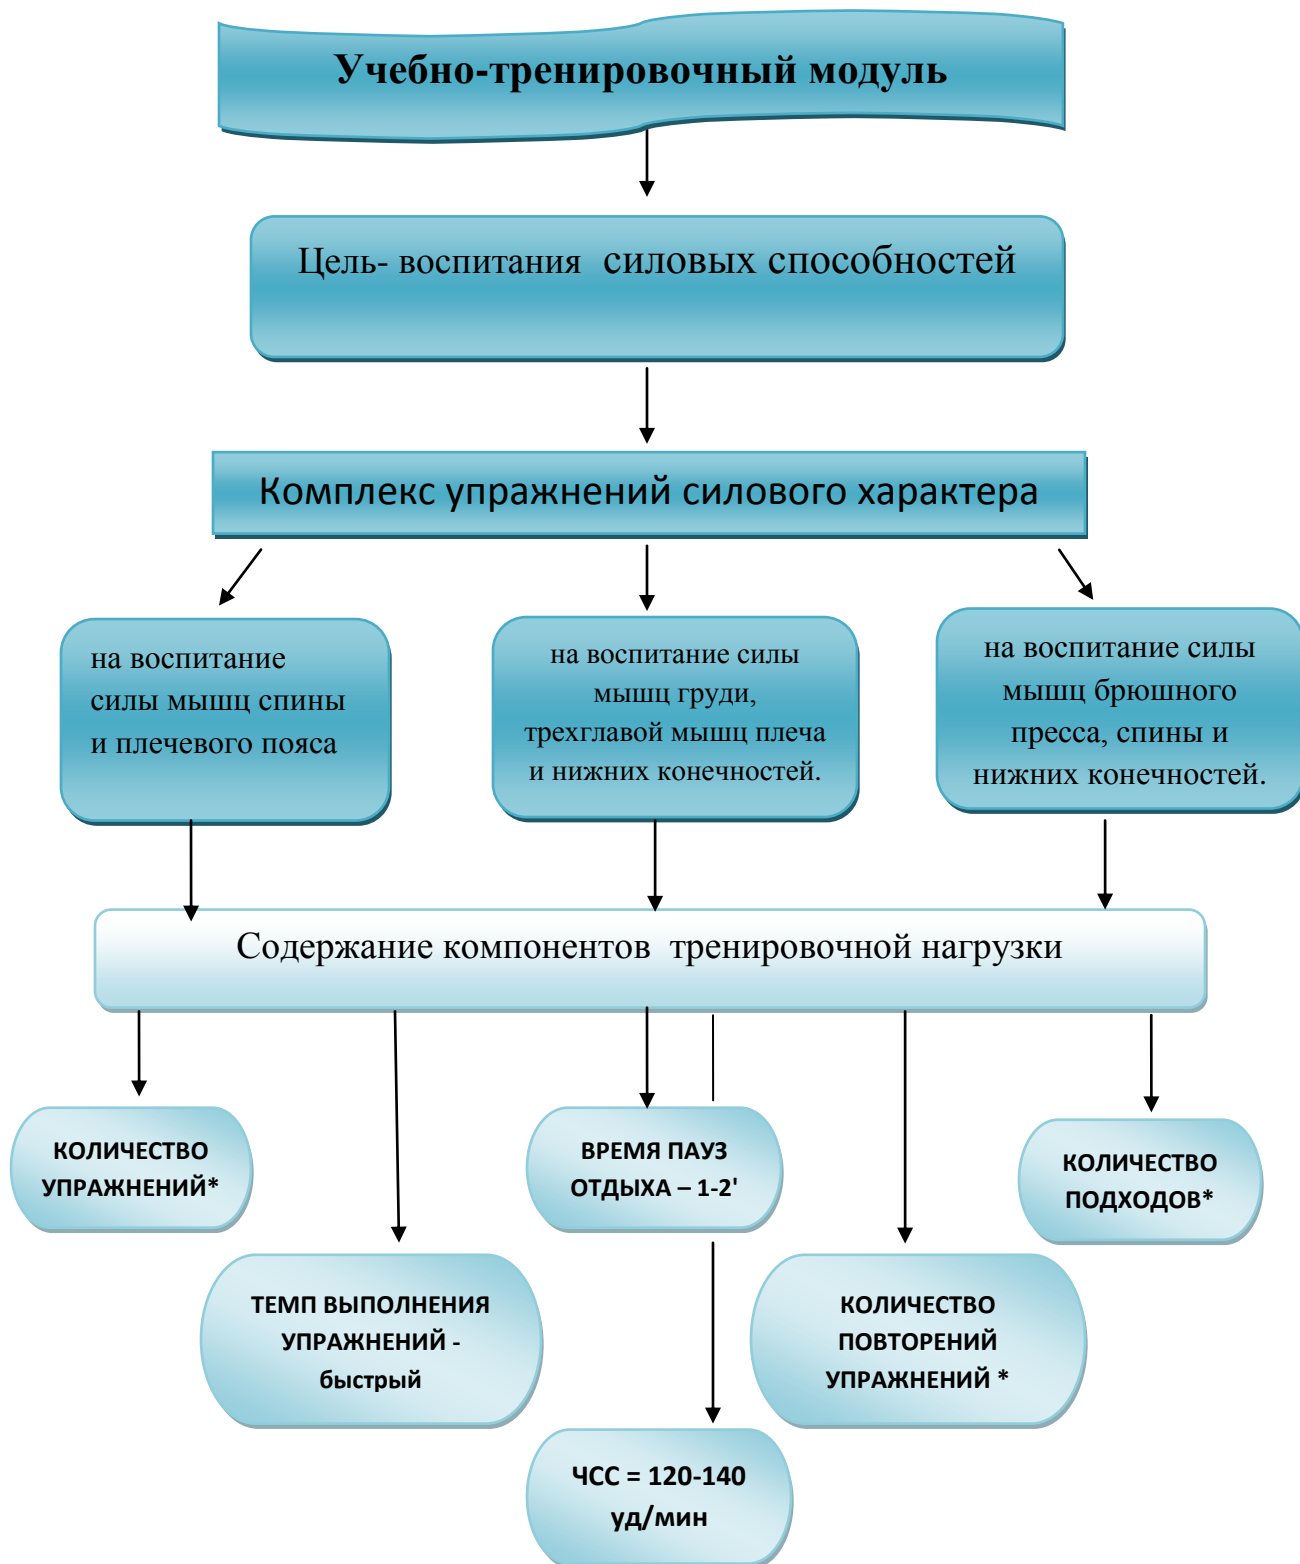 Учебно-тренировочный модуль
Цель- воспитания силовых способностей
Комплекс упражнений силового характера
на воспитание
силы мышц спины
и плечевого пояса
на воспитание силы
мышц груди,
трехглавой мышц плеча
и нижних конечностей.
на воспитание силы
мышц брюшного
пресса, спины и
нижних конечностей.
Содержание компонентов тренировочной нагрузки
КОЛИЧЕСТВО
УПРАЖНЕНИЙ*
ВРЕМЯ ПАУЗ
ОТДЫХА – 1-2'
КОЛИЧЕСТВО
ПОДХОДОВ*
ТЕМП ВЫПОЛНЕНИЯ
УПРАЖНЕНИЙ -
быстрый
КОЛИЧЕСТВО
ПОВТОРЕНИЙ
УПРАЖНЕНИЙ *
ЧСС = 120-140
уд/мин